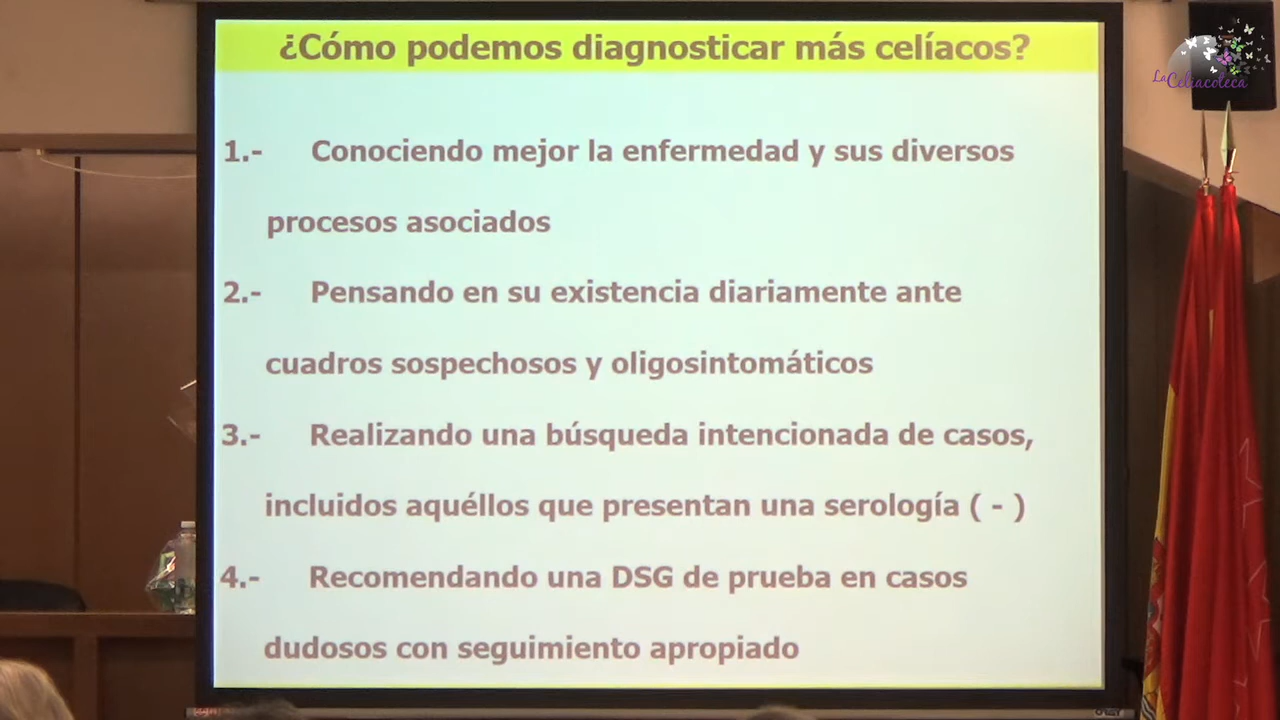 ¿Cómo podemos diagnosticar más celíacos?
La
Celiacoteca
1.- Conociendo mejor la enfermedad y sus diversos
procesos asociados
2.- Pensando en su existencia diariamente ante
cuadros sospechosos y oligosintomáticos
3.- Realizando una búsqueda intencionada de casos,
incluidos aquéllos que presentan una serología ( - )
4.- Recomendando una DSG de prueba en casos
dudosos con seguimiento apropiado